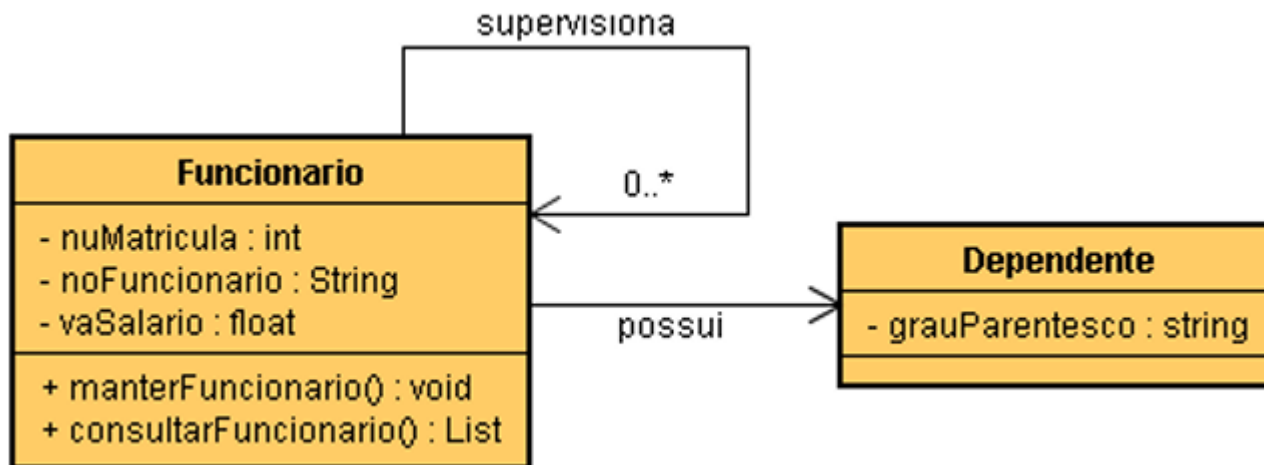 supervisiona
Funcionario
0..*
- nuMatricula : int
- noFuncionario : String
- vaSalario : float
Dependente
possui
- grauParentesco : string
+ manterFuncionario() : void
+ consultarFuncionario() : List